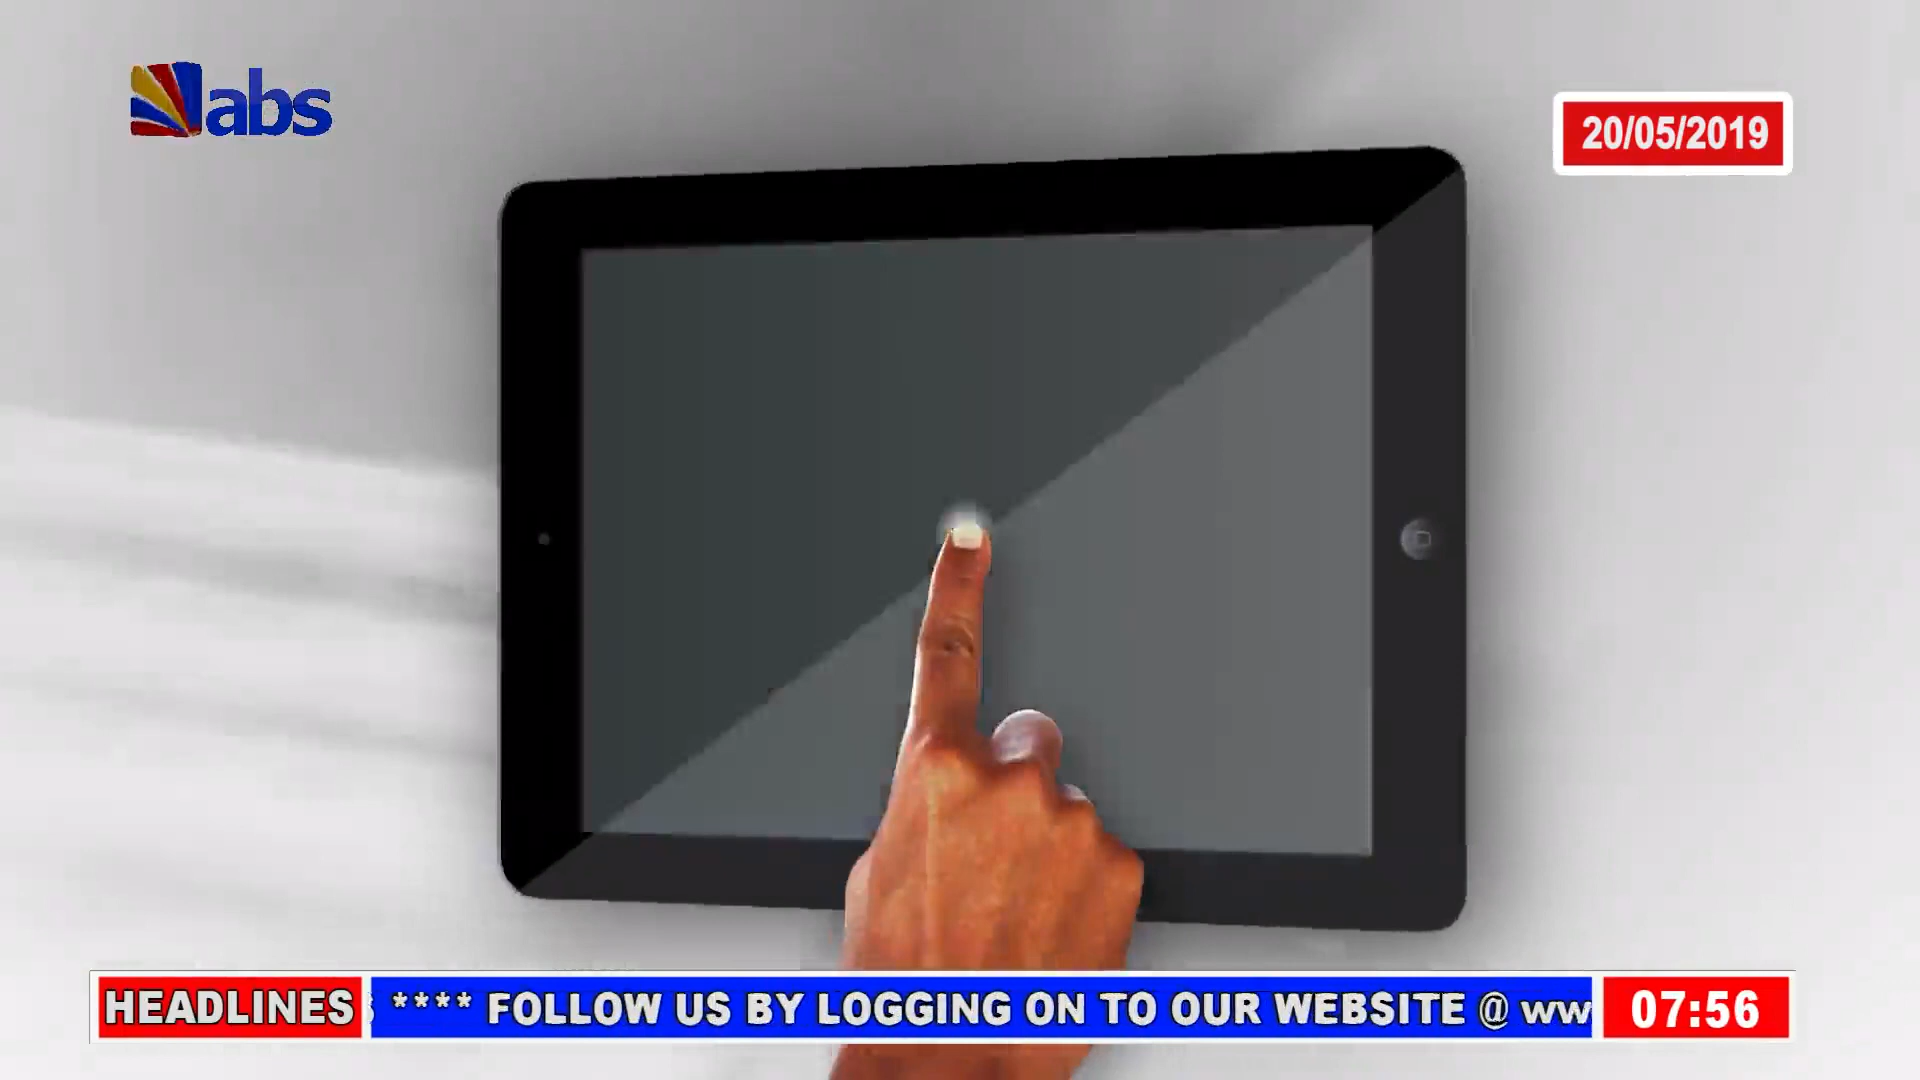 abs
20/05/2019
HEADLINES
**** FOLLOW US BY LOGGING ON TO OUR WEBSITE @ ww
07:56